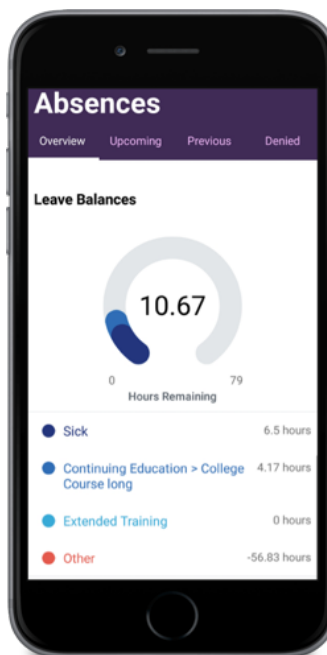 Absences
Overview Upcoming Previous Denied
Leave Balances
10.67
0 79
Hours Remaining
Sick 6.5 hours
Continuing Education > College 4.17 hours
Course long
Extended Training 0 hours
Other -56.83 hours